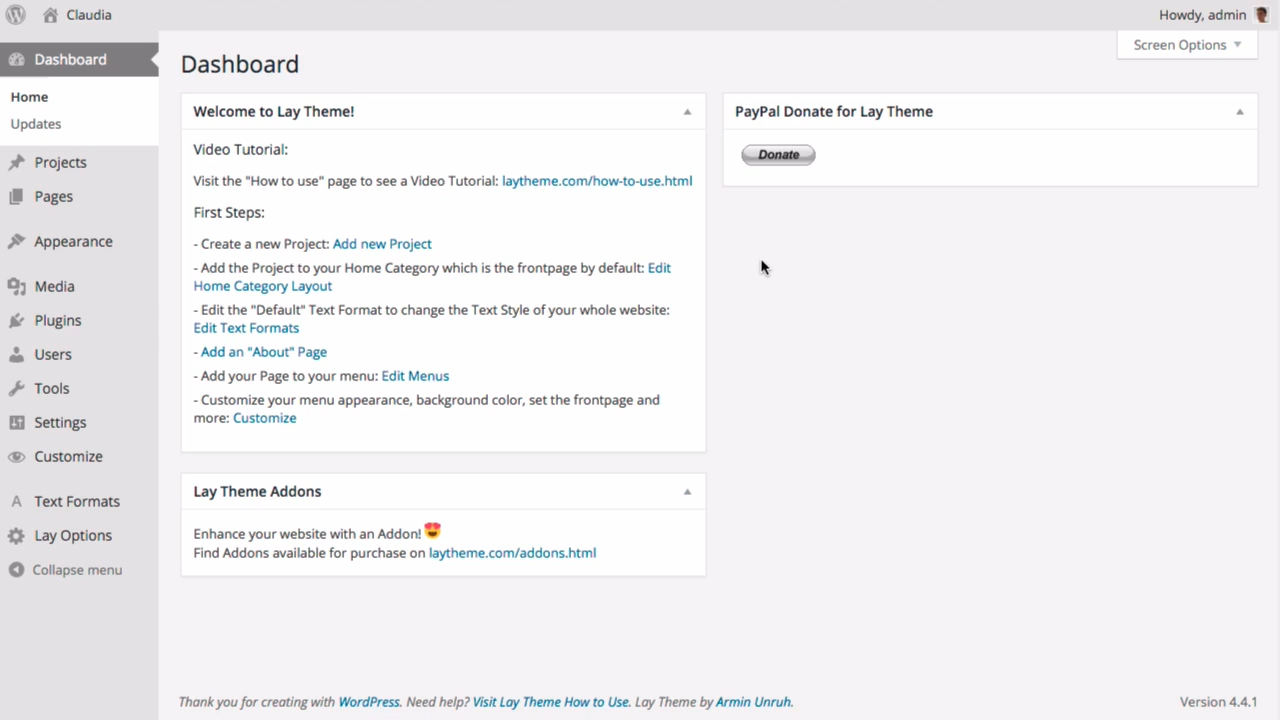 Claudia
Howdy, admin
Screen Options
Dashboard
Home
Updates
Projects
Pages
Appearance
Media
Plugins
Users
Tools
Settings
Customize
Text Formats
Lay Options
Collapse menu
Dashboard
Welcome to Lay Theme!
Video Tutorial:
Visit the "How to use" page to see a Video Tutorial: laytheme.com/how-to-use.html
First Steps:
- Create a new Project: Add new Project
- Add the Project to your Home Category which is the frontpage by default: Edit
Home Category Layout
- Edit the "Default" Text Format to change the Text Style of your whole website:
Edit Text Formats
- Add an "About" Page
- Add your Page to your menu: Edit Menus
- Customize your menu appearance, background color, set the frontpage and
more: Customize
Lay Theme Addons
Enhance your website with an Addon! 😍
Find Addons available for purchase on laytheme.com/addons.html
PayPal Donate for Lay Theme
Donate
Thank you for creating with WordPress. Need help? Visit Lay Theme How to Use. Lay Theme by Armin Unruh.
Version 4.4.1